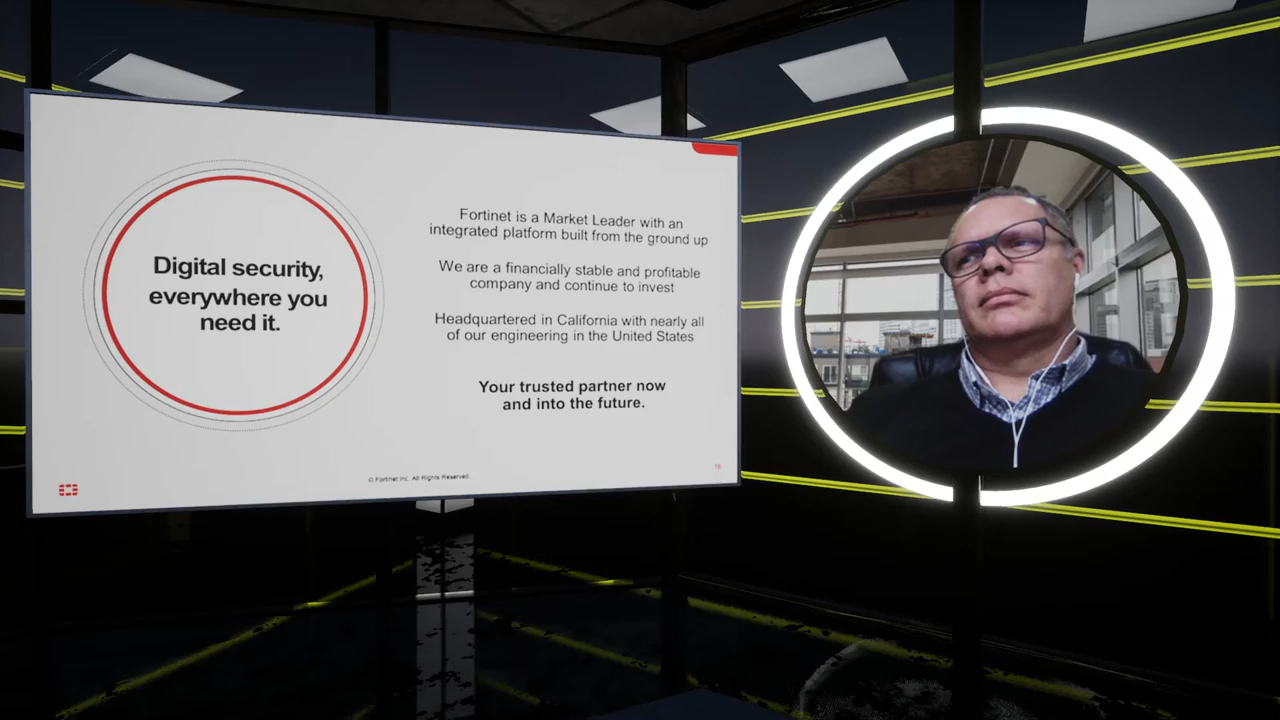 Digital security,
everywhere you
need it.
Fortinet is a Market Leader with an
integrated platform built from the ground up
We are a financially stable and profitable
company and continue to invest
Headquartered in California with nearly all
of our engineering in the United States
Your trusted partner now
and into the future.
© Fortinet Inc. All Rights Reserved.
16